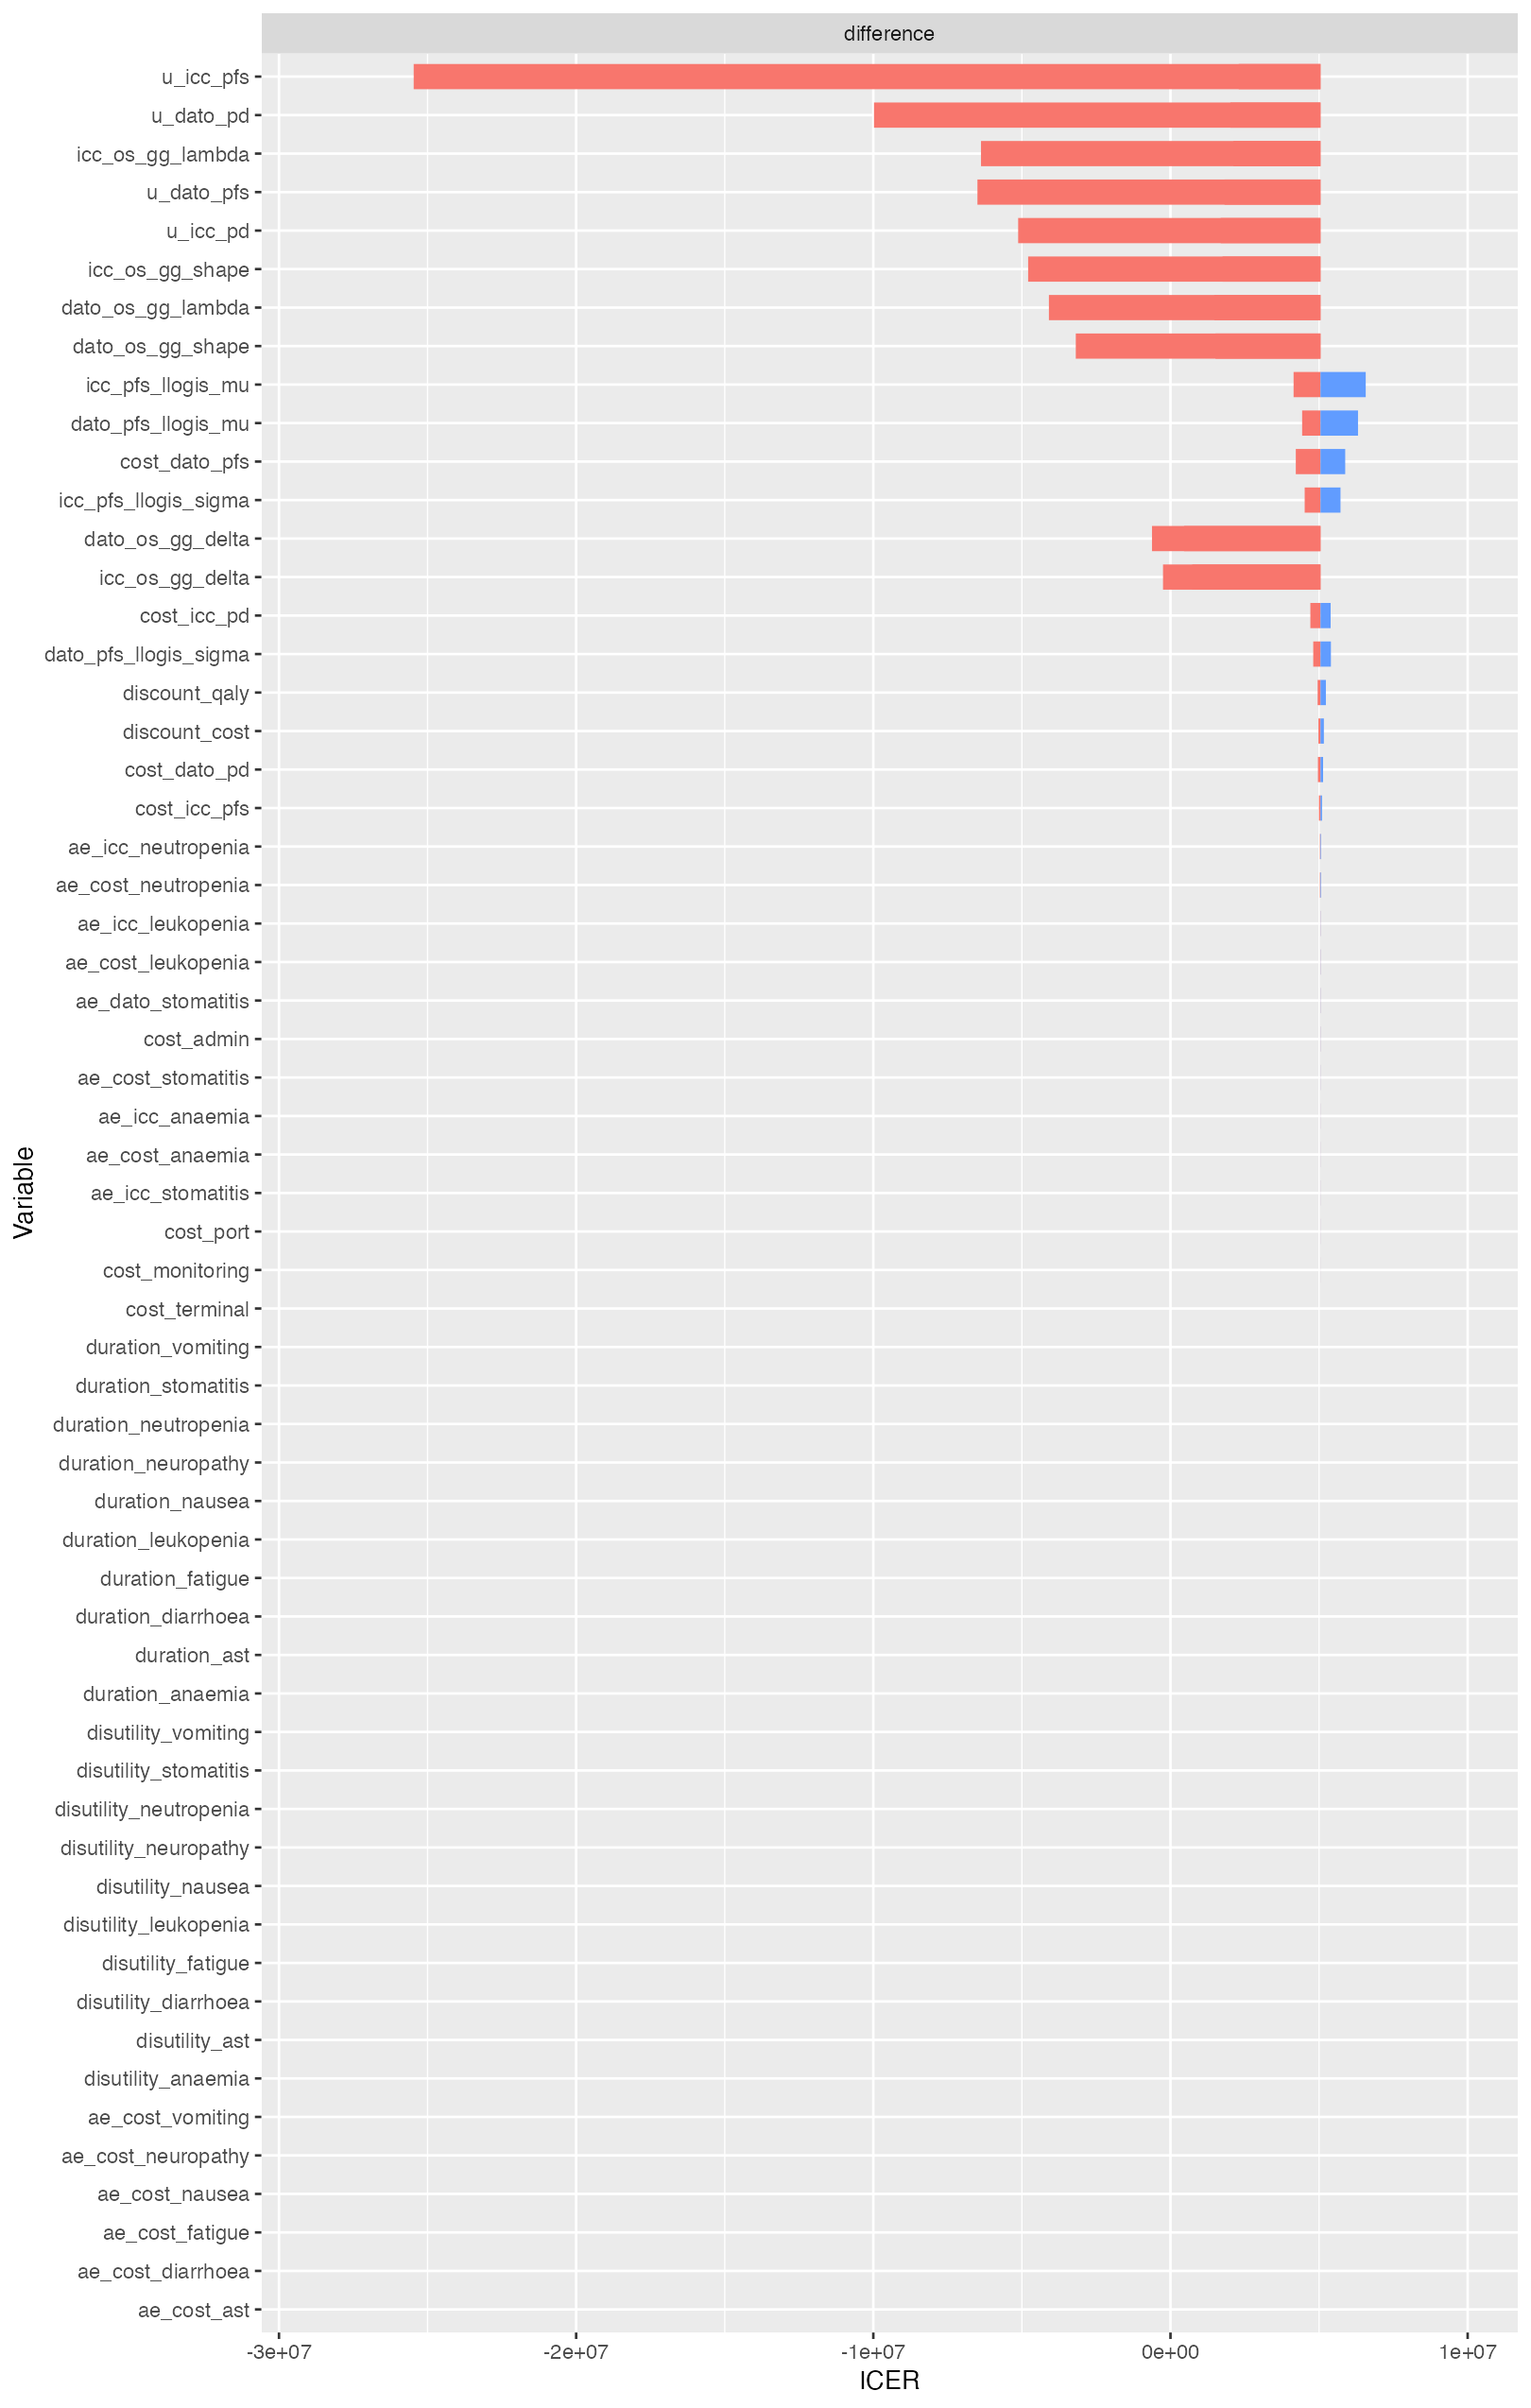 difference
u_icc_pfs
u_dato_pd
icc_os_gg_lambda
u_dato_pfs
u_icc_pd
icc_os_gg_shape
dato_os_gg_lambda
dato_os_gg_shape
icc_pfs_llogis_mu
dato_pfs_llogis_mu
cost_dato_pfs
icc_pfs_llogis_sigma
dato_os_gg_delta
icc_os_gg_delta
cost_icc_pd
dato_pfs_llogis_sigma
discount_qaly
discount_cost
cost_dato_pd
cost_icc_pfs
ae_icc_neutropenia
ae_cost_neutropenia
ae_icc_leukopenia
ae_cost_leukopenia
ae_dato_stomatitis
cost_admin
ae_cost_stomatitis
ae_icc_anaemia
ae_cost_anaemia
ae_icc_stomatitis
cost_port
cost_monitoring
cost_terminal
duration_vomiting
duration_stomatitis
duration_neutropenia
duration_neuropathy
duration_nausea
duration_leukopenia
duration_fatigue
duration_diarrhoea
duration_ast
duration_anaemia
disutility_vomiting
disutility_stomatitis
disutility_neutropenia
disutility_neuropathy
disutility_nausea
disutility_leukopenia
disutility_fatigue
disutility_diarrhoea
disutility_ast
disutility_anaemia
ae_cost_vomiting
ae_cost_neuropathy
ae_cost_nausea
ae_cost_fatigue
ae_cost_diarrhoea
ae_cost_ast
Variable
-3e+07 -2e+07 -1e+07 0e+00 1e+07
ICER